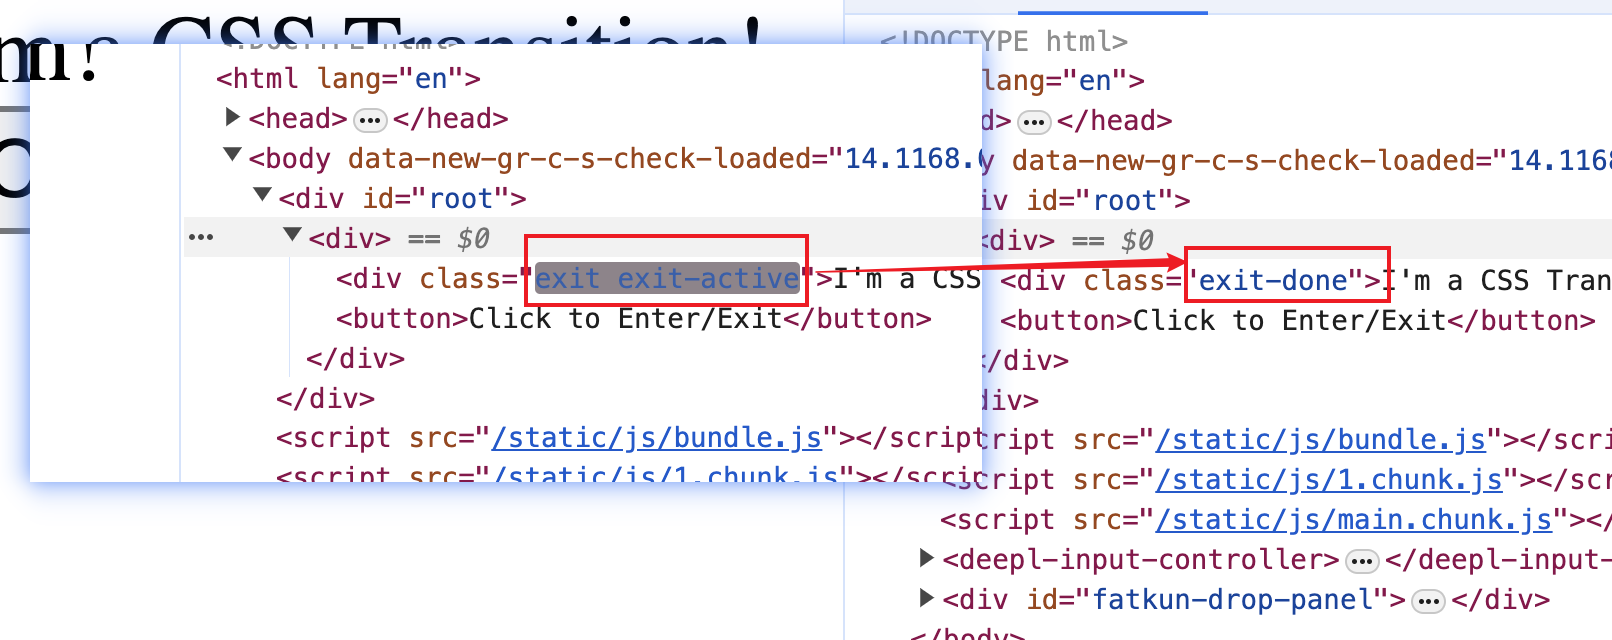 m a CSS Transition!
m!
<!DOCTYPE html>
<html lang="en">
<head> ••• </head>
<body data-new-gr-c-s-check-loaded="14.1168.
<div id="root">
••• <div> == $0
<div class="exit exit-active">I'm a CSS
<button>Click to Enter/Exit</button>
</div>
</div>
<script src="/static/js/bundle.js"></script
<script src="/static/js/1.chunk.js"></script
<!DOCTYPE html>
lang="en">
d> ••• </head>
y data-new-gr-c-s-check-loaded="14.1168
iv id="root">
<div> == $0
<div class="exit-done">I'm a CSS Tran
<button>Click to Enter/Exit</button>
</div>
div>
cript src="/static/js/bundle.js"></scri
script src="/static/js/1.chunk.js"></scr
<script src="/static/js/main.chunk.js"></
<deepl-input-controller> ••• </deepl-input-
<div id="fatkun-drop-panel"> ••• </div>
</body>